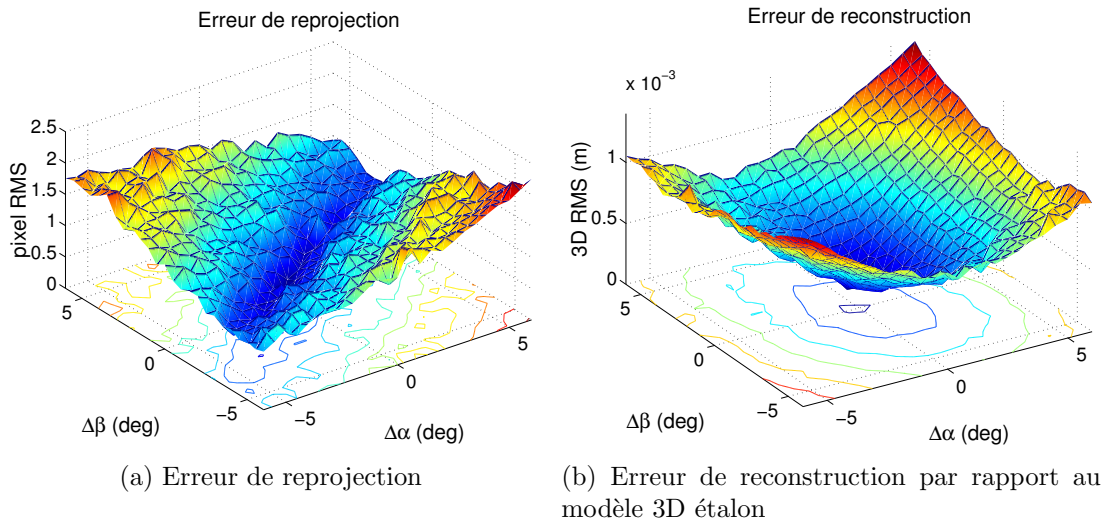 Erreur de reprojection
2.5
2
1.5
1
0.5
0
pixel RMS
5
0
−5
Δβ (deg)
−5
0
5
Δα (deg)
(a) Erreur de reprojection
Erreur de reconstruction
x 10⁻³
1
0.5
0
3D RMS (m)
5
0
−5
Δβ (deg)
−5
0
5
Δα (deg)
(b) Erreur de reconstruction par rapport au
modèle 3D étalon